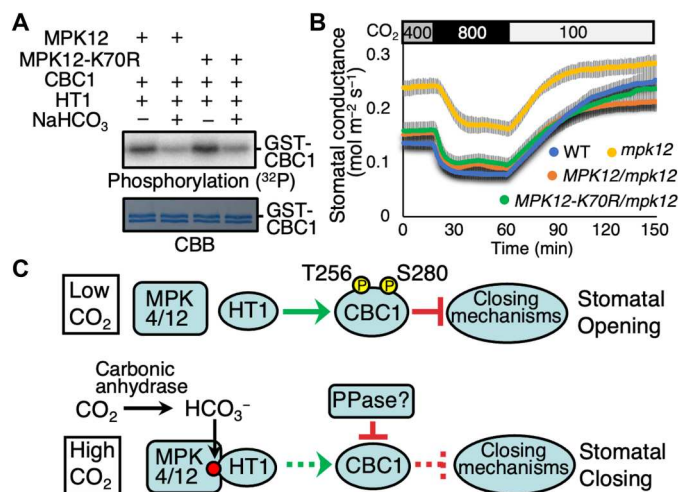 A
MPK12 + +
MPK12-K70R + +
CBC1 + + + +
HT1 + + + +
NaHCO₃ − + − +
GST-
CBC1
Phosphorylation (³²P)
GST-
CBC1
CBB
B
CO₂ 400 800 100
Stomatal conductance
(mol m⁻² s⁻¹)
0.3
0.2
0.1
0
WT mpk12
MPK12/mpk12
MPK12-K70R/mpk12
0 30 60 90 120 150
Time (min)
C
Low
CO₂
MPK
4/12
HT1
T256 S280
P P
CBC1
Closing
mechanisms
Stomatal
Opening
Carbonic
anhydrase
CO₂ HCO₃⁻
PPase?
High
CO₂
MPK
4/12
HT1
CBC1
Closing
mechanisms
Stomatal
Closing